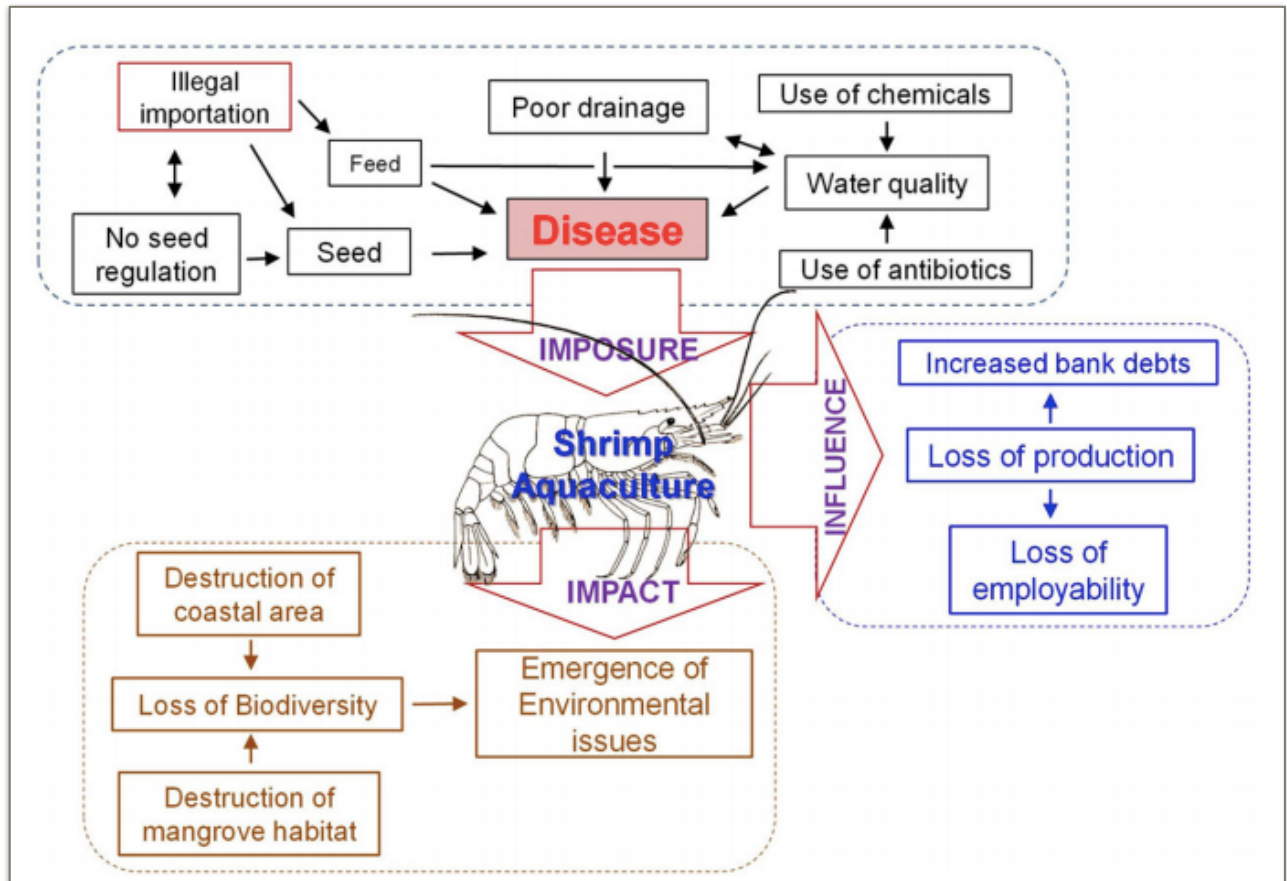 Illegal
importation
Poor drainage
Use of chemicals
Feed
Water quality
No seed
regulation
Seed
Disease
Use of antibiotics
IMPOSURE
INFLUENCE
Increased bank debts
Loss of production
Loss of
employability
Shrimp
Aquaculture
IMPACT
Destruction of
coastal area
Loss of Biodiversity
Emergence of
Environmental
issues
Destruction of
mangrove habitat